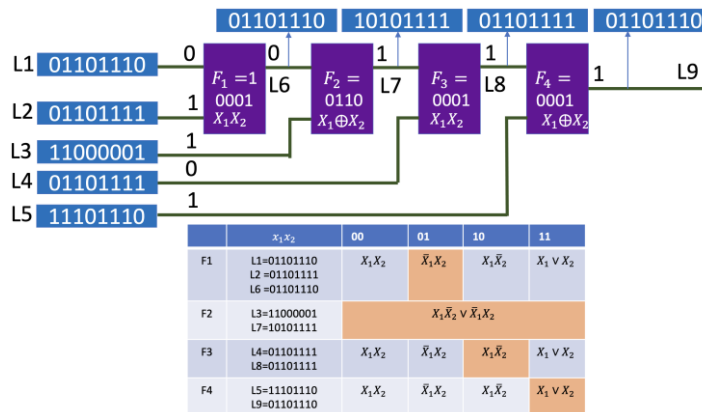 01101110 10101111 01101111 01101110
L1 01101110 0 0 1 1
F₁ =1 F₂ = F₃ = F₄ = 1 L9
L6 L7 L8
0001 0110 0001 0001
X₁X₂ X₁⊕X₂ X₁X₂ X₁⊕X₂
L2 01101111 1
L3 11000001 1
L4 01101111 0
L5 11101110 1
x₁x₂ 00 01 10 11
F1 L1=01101110 X₁X₂ X̄₁X₂ X₁X̄₂ X₁ ∨ X₂
L2 =01101111
L6 =01101110
F2 L3=11000001 X₁X̄₂ ∨ X̄₁X₂
L7=10101111
F3 L4=01101111 X₁X₂ X̄₁X₂ X₁X̄₂ X₁ ∨ X₂
L8=01101111
F4 L5=11101110 X₁X₂ X̄₁X₂ X₁X̄₂ X₁ ∨ X₂
L9=01101110